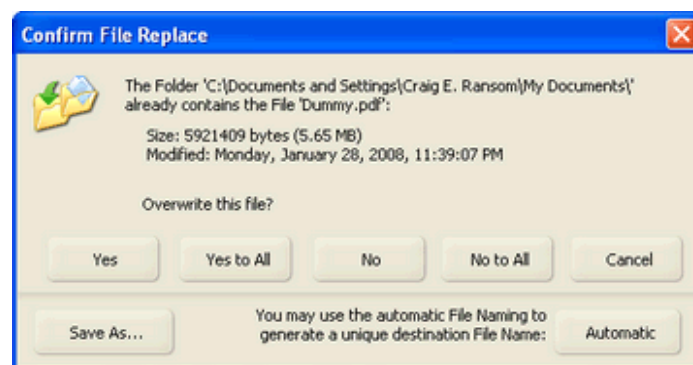 Confirm File Replace
The Folder 'C:\Documents and Settings\Craig E. Ransom\My Documents\'
already contains the File 'Dummy.pdf':
Size: 5921409 bytes (5.65 MB)
Modified: Monday, January 28, 2008, 11:39:07 PM
Overwrite this file?
Yes Yes to All No No to All Cancel
You may use the automatic File Naming to
Save As... generate a unique destination File Name: Automatic